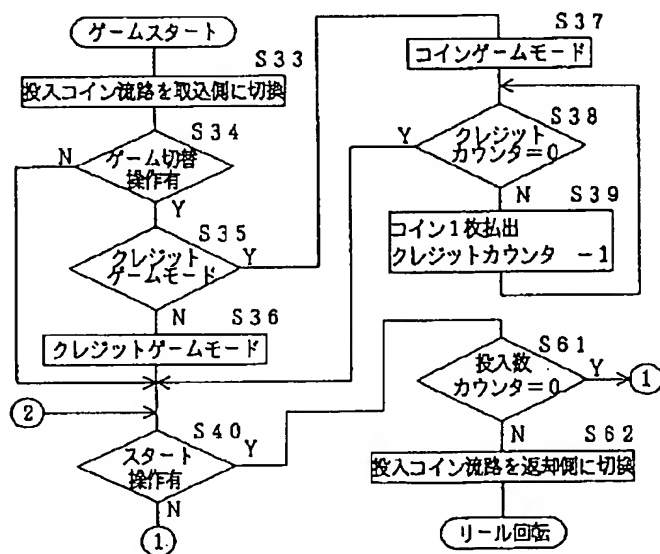 ゲームスタート
S33
投入コイン流路を取込側に切換
S34
N
ゲーム切替
操作有
Y
S35
クレジット
ゲームモード
Y
N
S36
クレジットゲームモード
2
S40
スタート
操作有
Y
N
1
S37
コインゲームモード
S38
Y
クレジット
カウンタ=0
N
S39
コイン1枚払出
クレジットカウンタ -1
S61
投入数
カウンタ=0
Y
1
N
S62
投入コイン流路を返却側に切換
リール回転